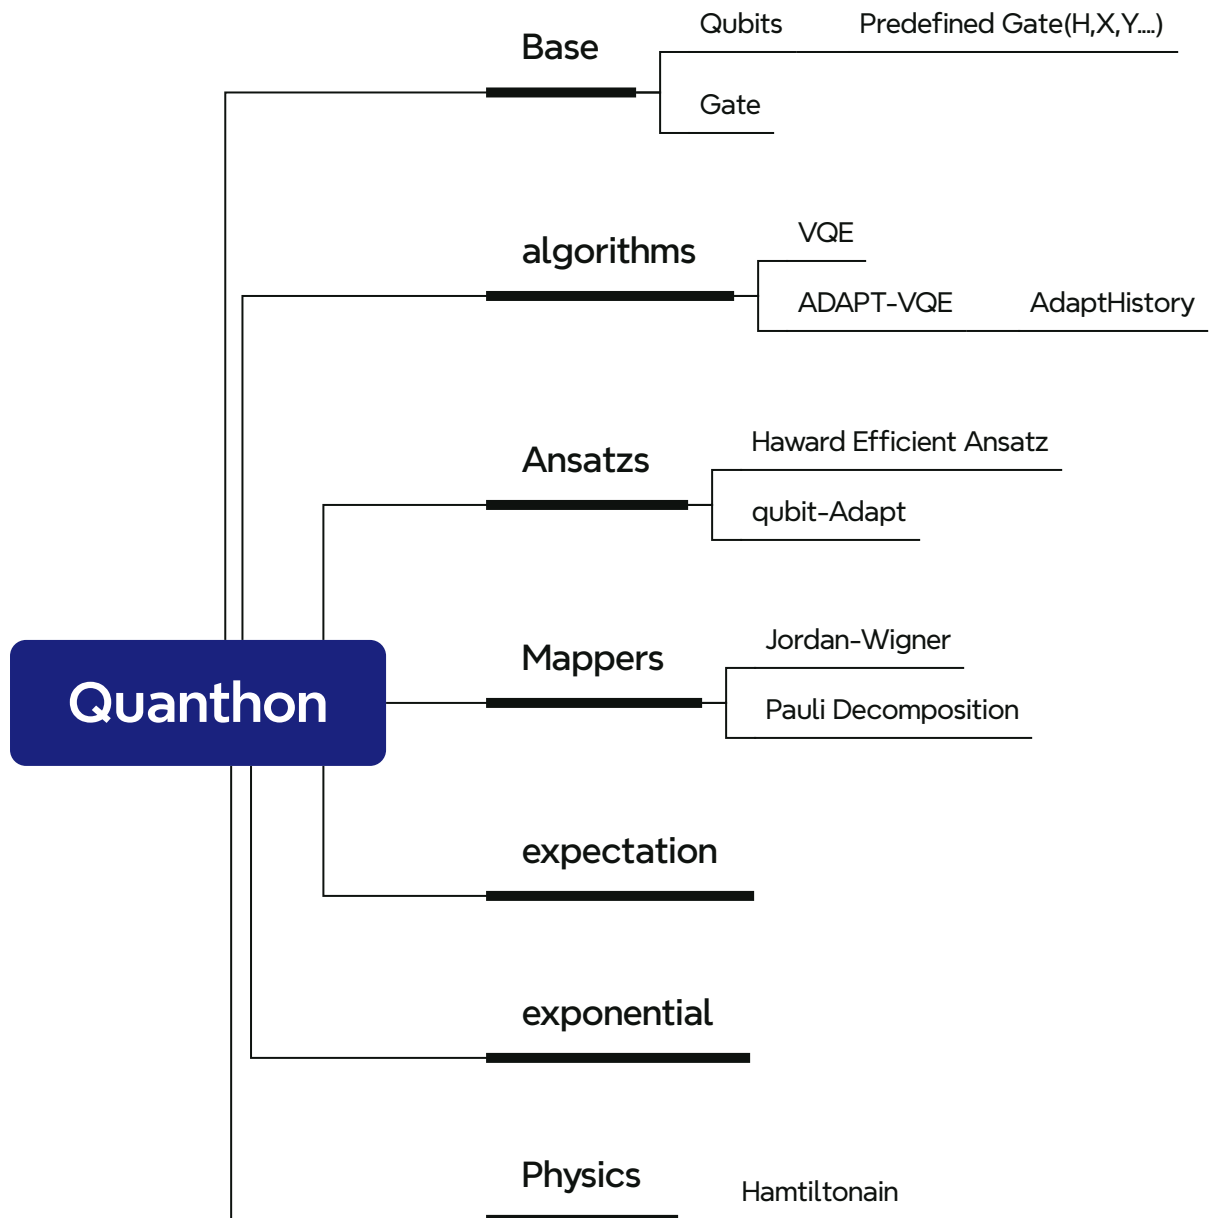 Base
Qubits Predefined Gate(H,X,Y....)
Gate
algorithms
VQE
ADAPT-VQE AdaptHistory
Ansatzs
Haward Efficient Ansatz
qubit-Adapt
Quanthon
Mappers
Jordan-Wigner
Pauli Decomposition
expectation
exponential
Physics
Hamtiltonain